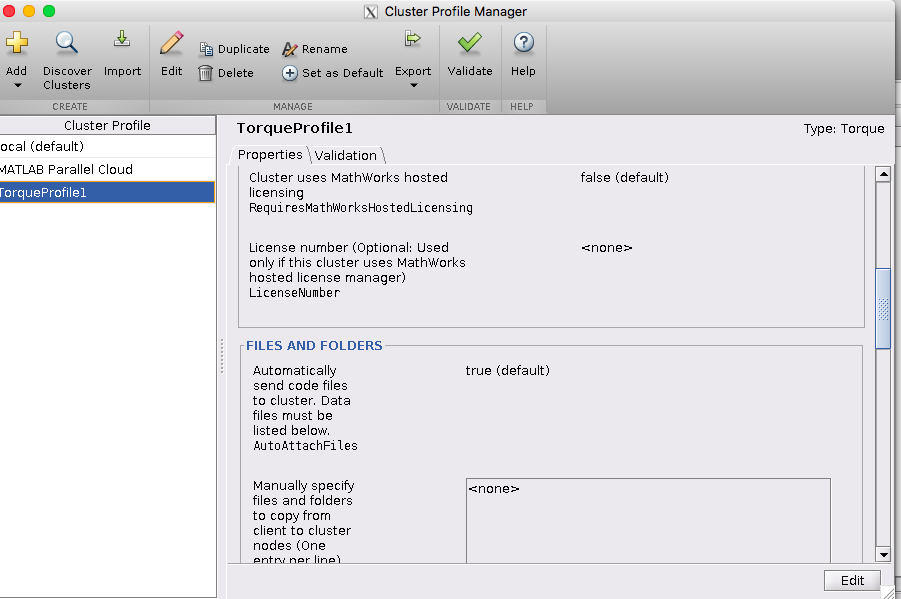 Cluster Profile Manager
Add
Discover Clusters
Import
Edit
Duplicate
Delete
Rename
Set as Default
Export
Validate
Help
CREATE
MANAGE
VALIDATE
HELP
Cluster Profile
ocal (default)
MATLAB Parallel Cloud
TorqueProfile1
TorqueProfile1
Type: Torque
Properties
Validation
Cluster uses MathWorks hosted
licensing
RequiresMathWorksHostedLicensing
false (default)
License number (Optional: Used
only if this cluster uses MathWorks
hosted license manager)
LicenseNumber
<none>
FILES AND FOLDERS
Automatically
send code files
to cluster. Data
files must be
listed below.
AutoAttachFiles
true (default)
Manually specify
files and folders
to copy from
client to cluster
nodes (One
entry per line)
<none>
Edit